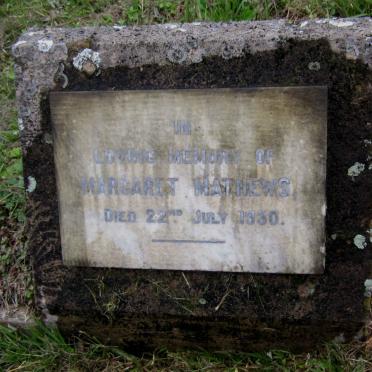 IN
LOVING MEMORY OF
MARGARET MATHEWS.
DIED 22ND JULY 1930.